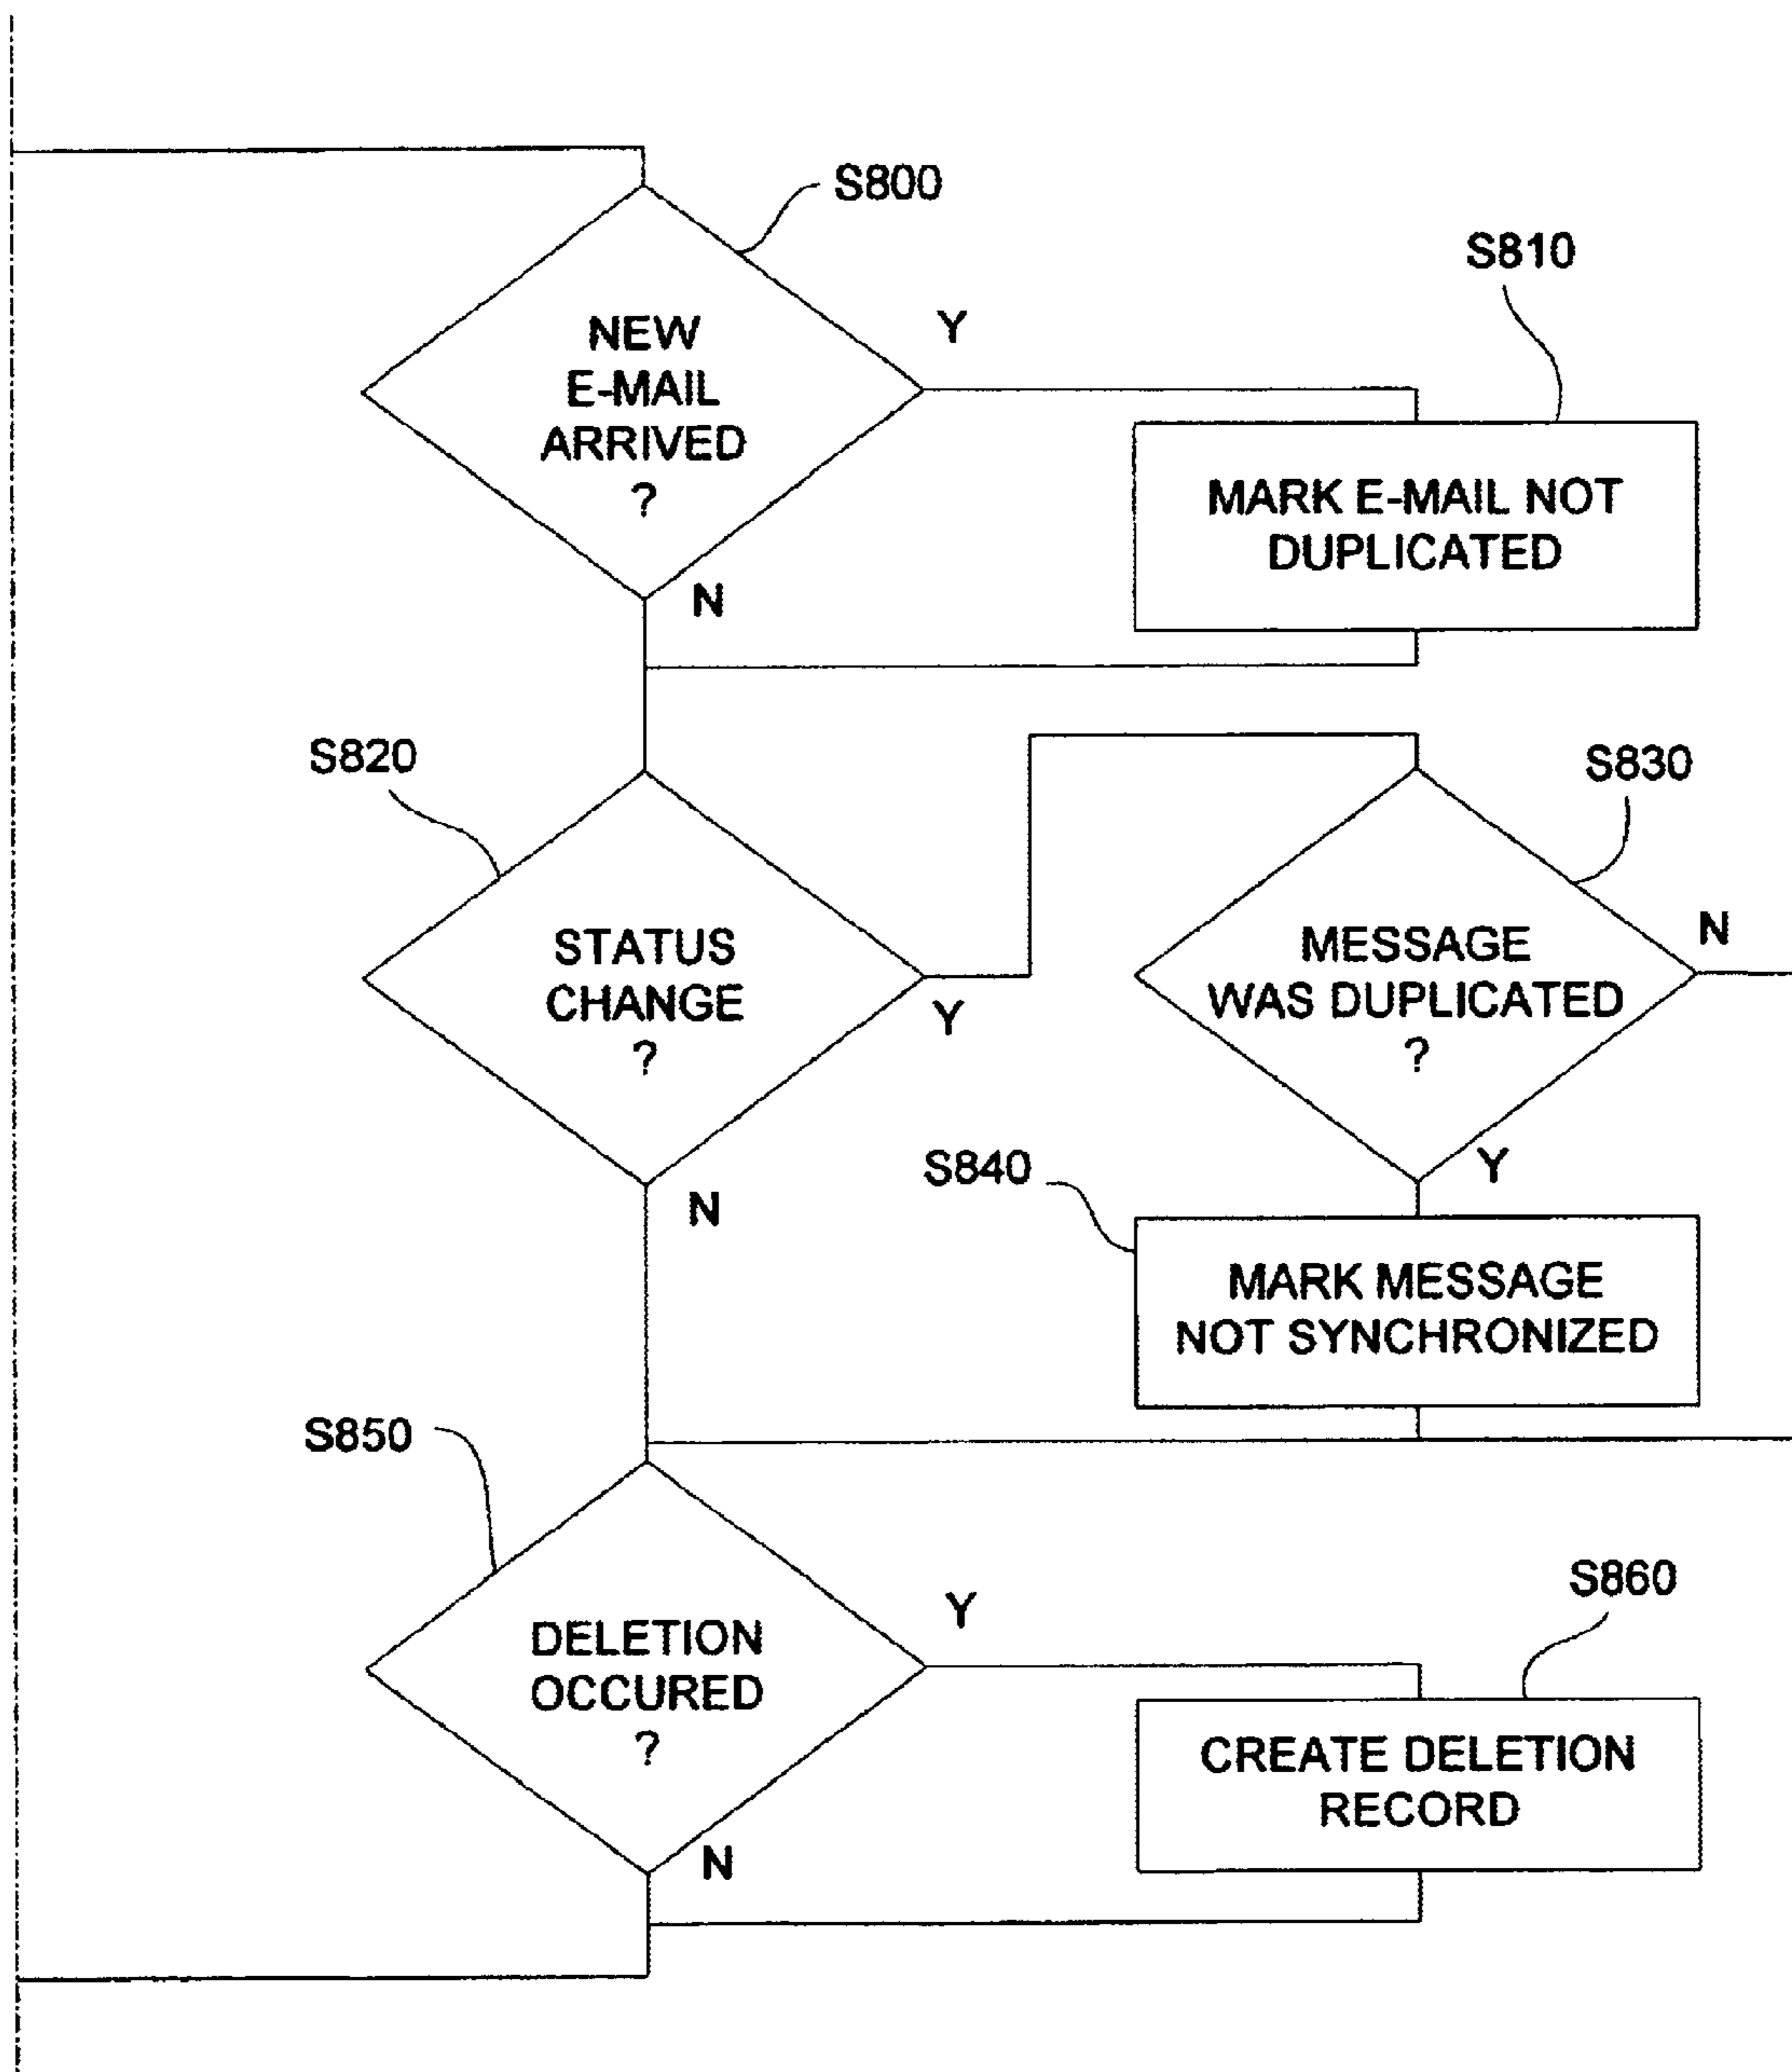 S800
NEW
E-MAIL
ARRIVED
?
Y
N
S810
MARK E-MAIL NOT
DUPLICATED
S820
STATUS
CHANGE
?
Y
N
S830
MESSAGE
WAS DUPLICATED
?
N
Y
S840
MARK MESSAGE
NOT SYNCHRONIZED
S850
DELETION
OCCURED
?
Y
N
S860
CREATE DELETION
RECORD